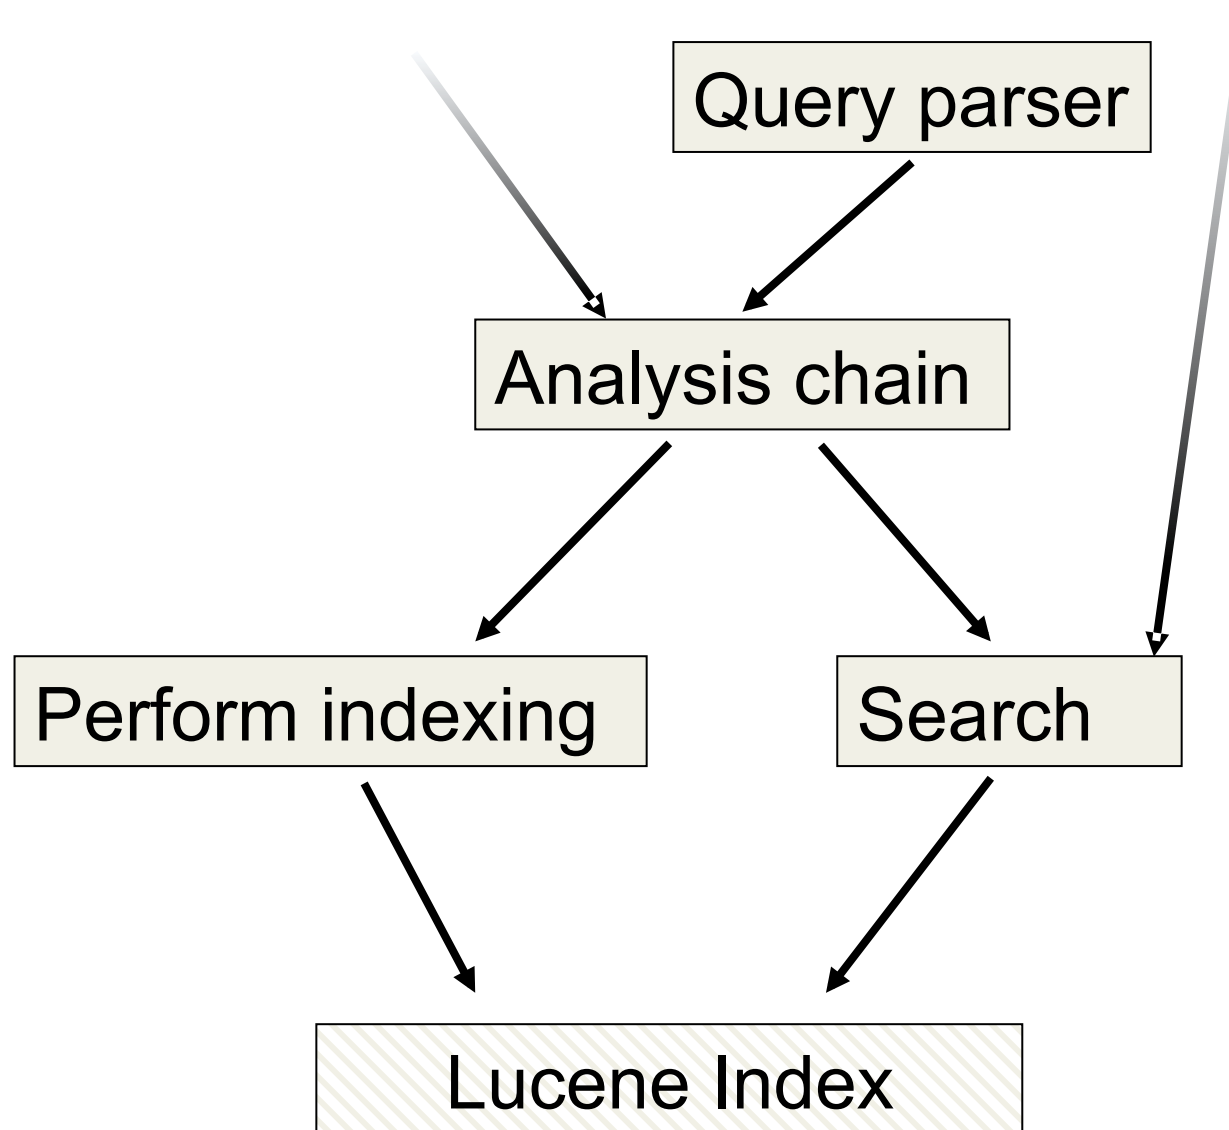 Query parser
Analysis chain
Perform indexing
Search
Lucene Index